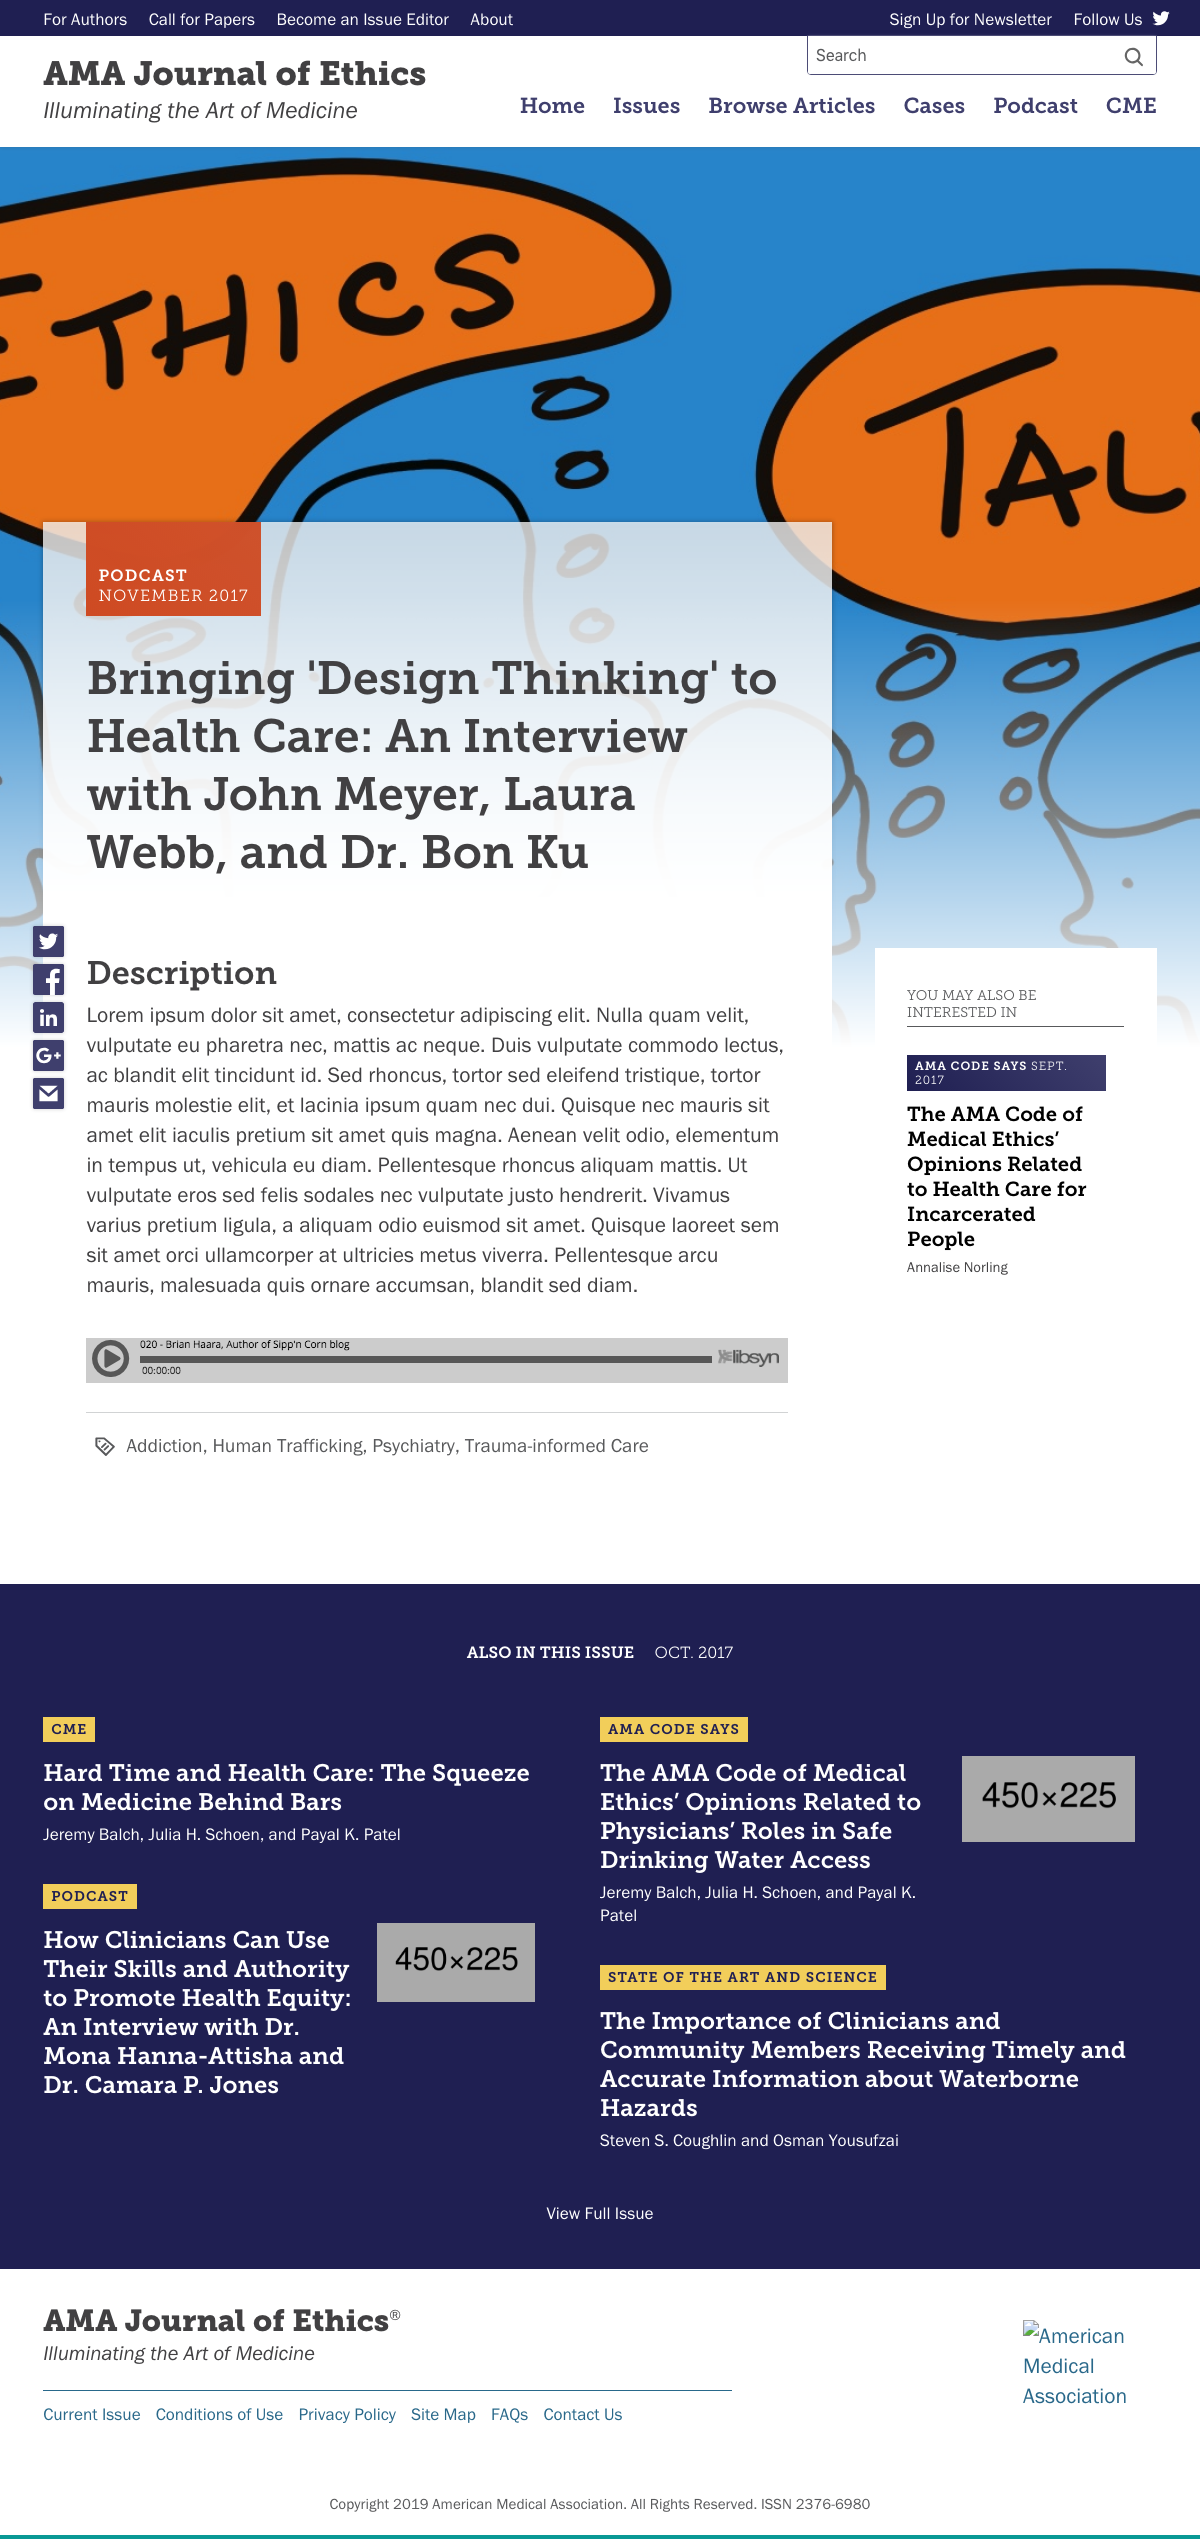 For Authors Call for Papers Become an Issue Editor About Sign Up for Newsletter Follow Us
Search
AMA Journal of Ethics
Illuminating the Art of Medicine
Home Issues Browse Articles Cases Podcast CME
ETHICS
TAL
PODCAST
NOVEMBER 2017
Bringing 'Design Thinking' to
Health Care: An Interview
with John Meyer, Laura
Webb, and Dr. Bon Ku
Description
Lorem ipsum dolor sit amet, consectetur adipiscing elit. Nulla quam velit,
vulputate eu pharetra nec, mattis ac neque. Duis vulputate commodo lectus,
ac blandit elit tincidunt id. Sed rhoncus, tortor sed eleifend tristique, tortor
mauris molestie elit, et lacinia ipsum quam nec dui. Quisque nec mauris sit
amet elit iaculis pretium sit amet quis magna. Aenean velit odio, elementum
in tempus ut, vehicula eu diam. Pellentesque rhoncus aliquam mattis. Ut
vulputate eros sed felis sodales nec vulputate justo hendrerit. Vivamus
varius pretium ligula, a aliquam odio euismod sit amet. Quisque laoreet sem
sit amet orci ullamcorper at ultricies metus viverra. Pellentesque arcu
mauris, malesuada quis ornare accumsan, blandit sed diam.
020 - Brian Haara, Author of Sipp'n Corn blog
00:00:00
libsyn
Addiction, Human Trafficking, Psychiatry, Trauma-informed Care
YOU MAY ALSO BE
INTERESTED IN
AMA CODE SAYS SEPT.
2017
The AMA Code of
Medical Ethics’
Opinions Related
to Health Care for
Incarcerated
People
Annalise Norling
ALSO IN THIS ISSUE OCT. 2017
CME
Hard Time and Health Care: The Squeeze
on Medicine Behind Bars
Jeremy Balch, Julia H. Schoen, and Payal K. Patel
PODCAST
How Clinicians Can Use
Their Skills and Authority
to Promote Health Equity:
An Interview with Dr.
Mona Hanna-Attisha and
Dr. Camara P. Jones
450×225
AMA CODE SAYS
The AMA Code of Medical
Ethics’ Opinions Related to
Physicians’ Roles in Safe
Drinking Water Access
Jeremy Balch, Julia H. Schoen, and Payal K.
Patel
450×225
STATE OF THE ART AND SCIENCE
The Importance of Clinicians and
Community Members Receiving Timely and
Accurate Information about Waterborne
Hazards
Steven S. Coughlin and Osman Yousufzai
View Full Issue
AMA Journal of Ethics®
Illuminating the Art of Medicine
American
Medical
Association
Current Issue Conditions of Use Privacy Policy Site Map FAQs Contact Us
Copyright 2019 American Medical Association. All Rights Reserved. ISSN 2376-6980